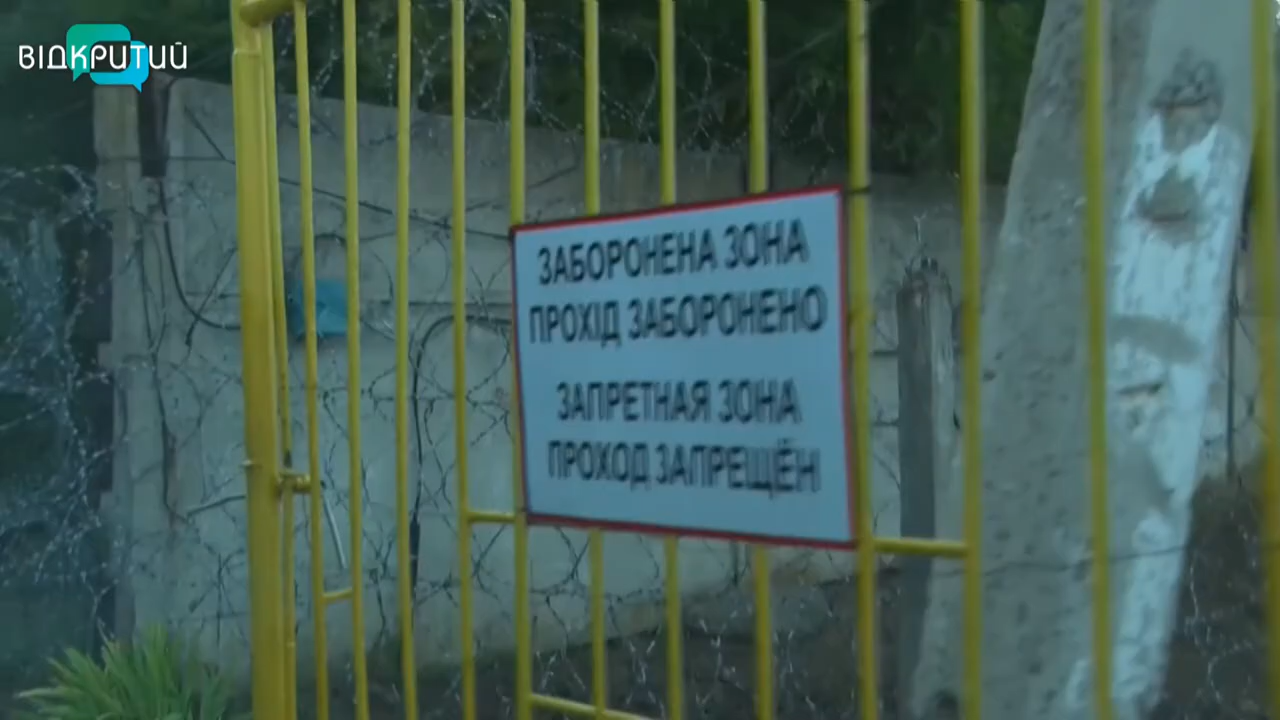 ВІДКРИТИЙ
ЗАБОРОНЕНА ЗОНА
ПРОХІД ЗАБОРОНЕНО
ЗАПРЕТНАЯ ЗОНА
ПРОХОД ЗАПРЕЩЁН